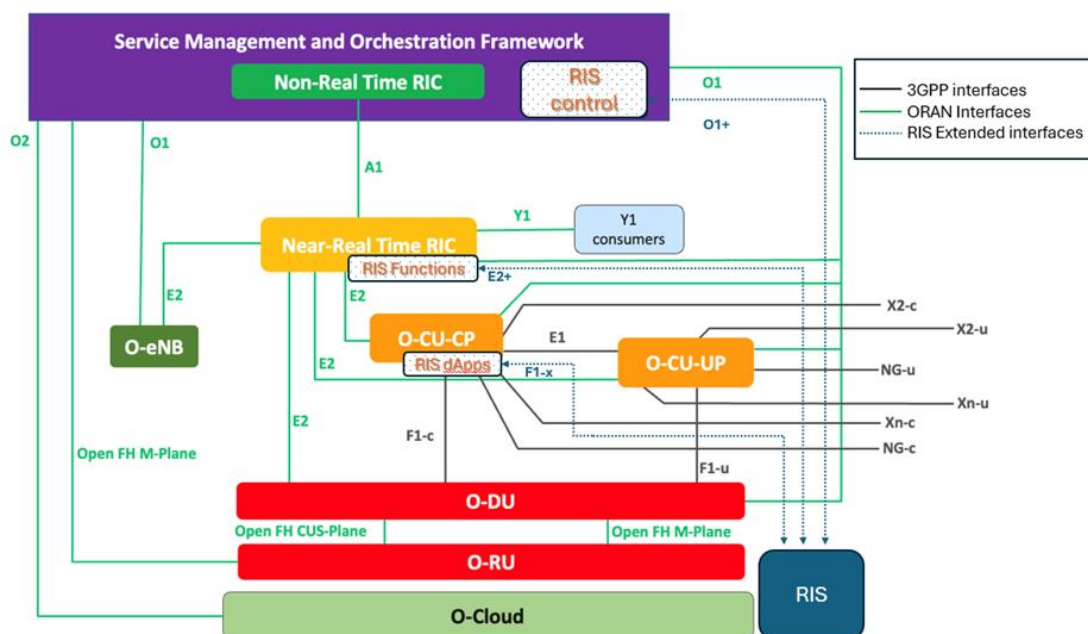 Service Management and Orchestration Framework
Non-Real Time RIC
RIS
control
O1
O1+
3GPP interfaces
ORAN Interfaces
RIS Extended interfaces
O2
O1
A1
Y1
Y1
consumers
Near-Real Time RIC
RIS Functions
E2+
E2
E2
X2-c
O-eNB
O-CU-CP
E1
X2-u
O-CU-UP
E2
RIS dApps
F1-x
NG-u
Xn-u
E2
F1-c
Xn-c
Open FH M-Plane
NG-c
F1-u
O-DU
Open FH CUS-Plane
Open FH M-Plane
O-RU
RIS
O-Cloud